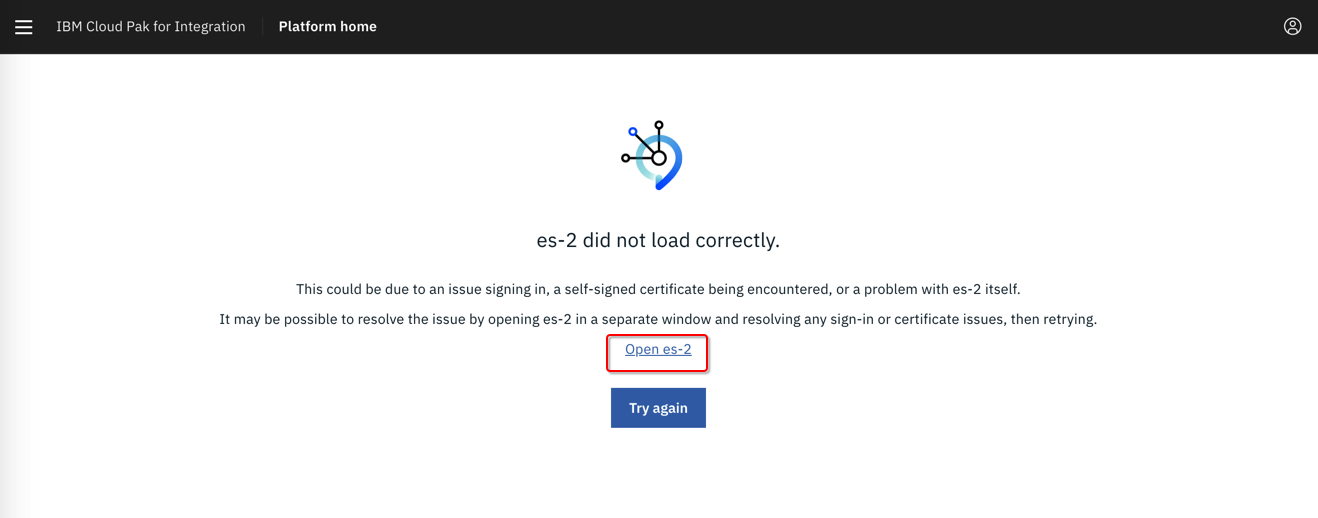 IBM Cloud Pak for Integration Platform home
es-2 did not load correctly.
This could be due to an issue signing in, a self-signed certificate being encountered, or a problem with es-2 itself.
It may be possible to resolve the issue by opening es-2 in a separate window and resolving any sign-in or certificate issues, then retrying.
Open es-2
Try again